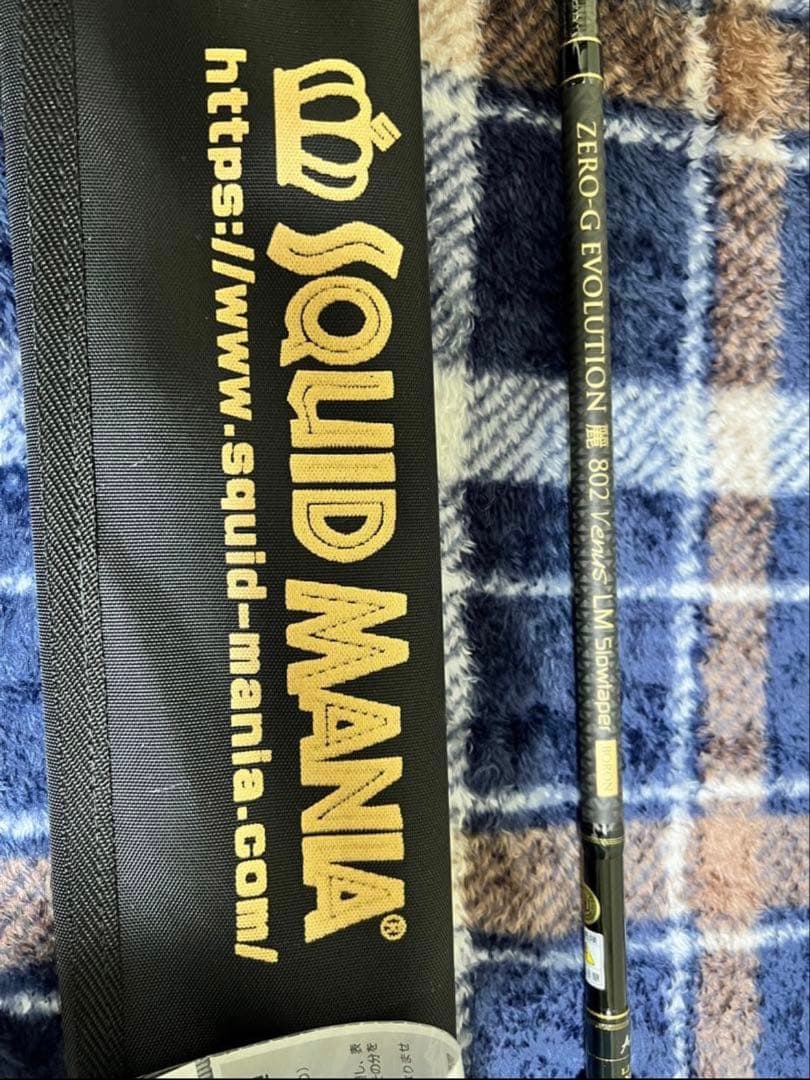 SQUID MANIA®
https://www.squid-mania.com/
ZERO-G EVOLUTION 麗 802 Venus LM Slowtaper